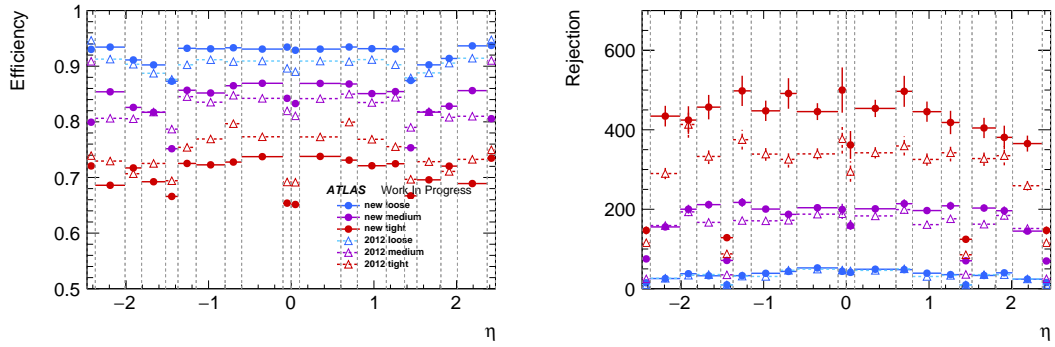 Efficiency
1
0.9
0.8
0.7
0.6
0.5
−2
−1
0
1
2
η
ATLAS Work In Progress
new loose
new medium
new tight
2012 loose
2012 medium
2012 tight
Rejection
600
400
200
0
−2
−1
0
1
2
η